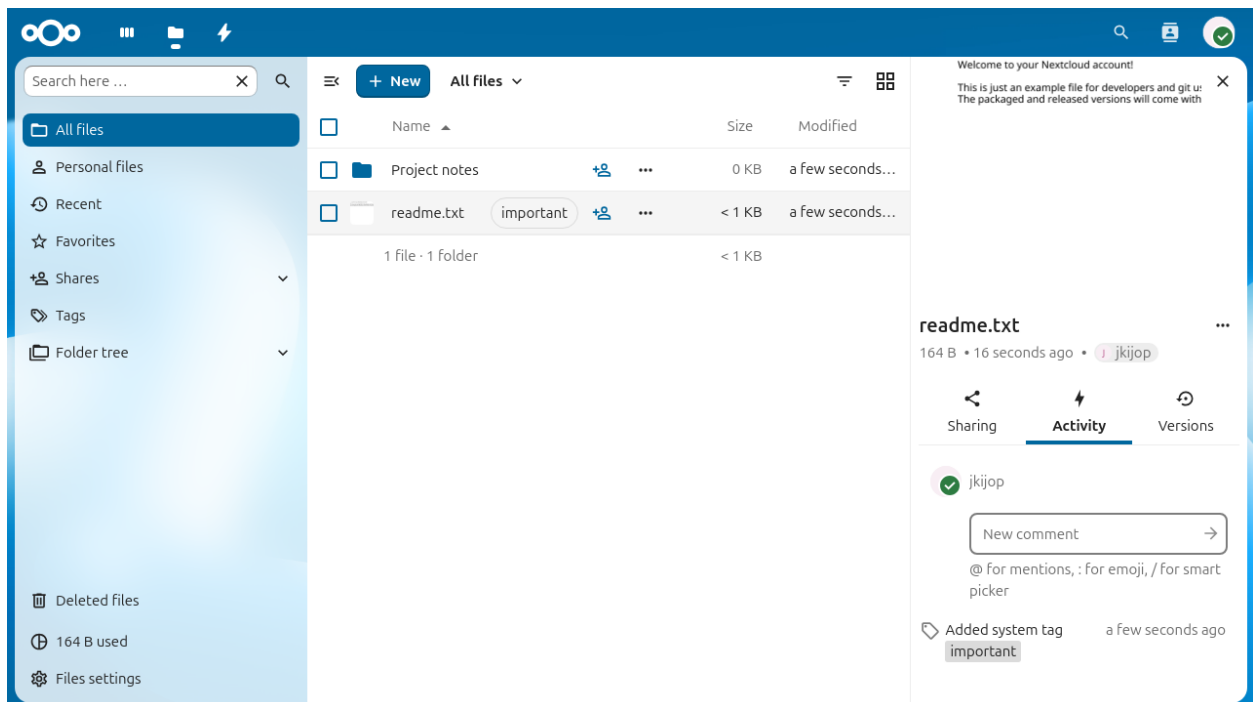 Search here …
All files
Personal files
Recent
Favorites
Shares
Tags
Folder tree
Deleted files
164 B used
Files settings
+ New
All files
Name
Size
Modified
Project notes
0 KB
a few seconds…
readme.txt
important
< 1 KB
a few seconds…
1 file · 1 folder
< 1 KB
Welcome to your Nextcloud account!
This is just an example file for developers and git u
The packaged and released versions will come with
readme.txt
164 B • 16 seconds ago • J jkijop
Sharing
Activity
Versions
jkijop
New comment
@ for mentions, : for emoji, / for smart
picker
Added system tag
important
a few seconds ago